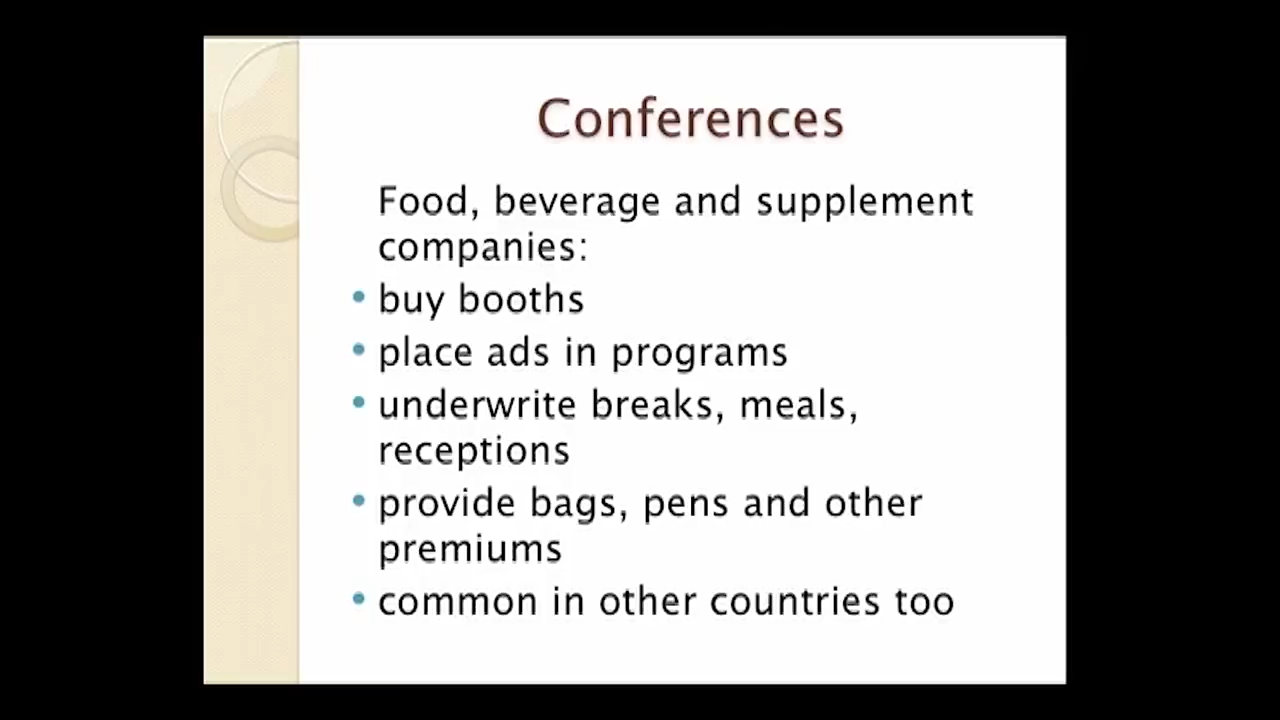 Conferences
Food, beverage and supplement
companies:
• buy booths
• place ads in programs
• underwrite breaks, meals,
receptions
• provide bags, pens and other
premiums
• common in other countries too